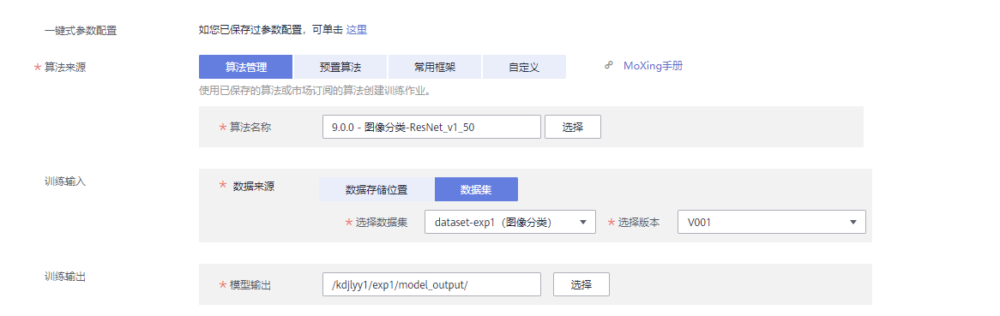 一键式参数配置 如您已保存过参数配置，可单击 这里
* 算法来源 算法管理 预置算法 常用框架 自定义 MoXing手册
使用已保存的算法或市场订阅的算法创建训练作业。
* 算法名称 9.0.0 - 图像分类-ResNet_v1_50 选择
训练输入 * 数据来源 数据存储位置 数据集
* 选择数据集 dataset-exp1（图像分类） * 选择版本 V001
训练输出 * 模型输出 /kdjlyy1/exp1/model_output/ 选择